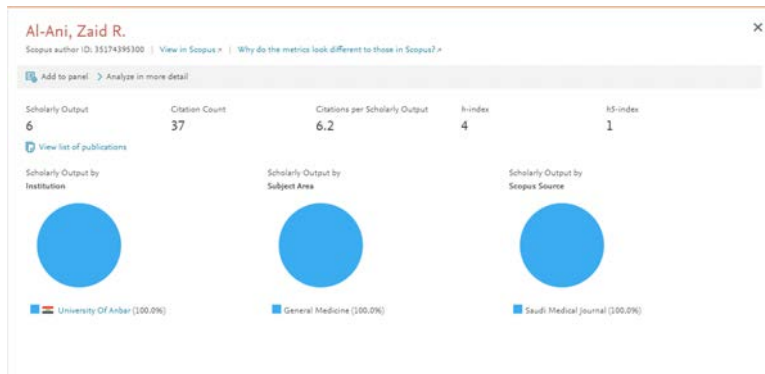 Al-Ani, Zaid R.
Scopus author ID: 35174395300 | View in Scopus ↗ | Why do the metrics look different to those in Scopus? ↗
Add to panel > Analyze in more detail
Scholarly Output Citation Count Citations per Scholarly Output h-index h5-index
6 37 6.2 4 1
View list of publications
Scholarly Output by Scholarly Output by Scholarly Output by
Institution Subject Area Scopus Source
University Of Anbar (100.0%) General Medicine (100.0%) Saudi Medical Journal (100.0%)